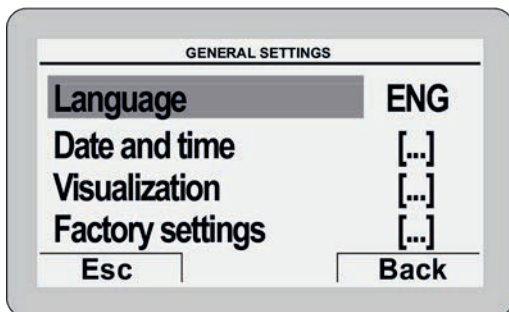 GENERAL SETTINGS
Language ENG
Date and time [...]
Visualization [...]
Factory settings [...]
Esc Back